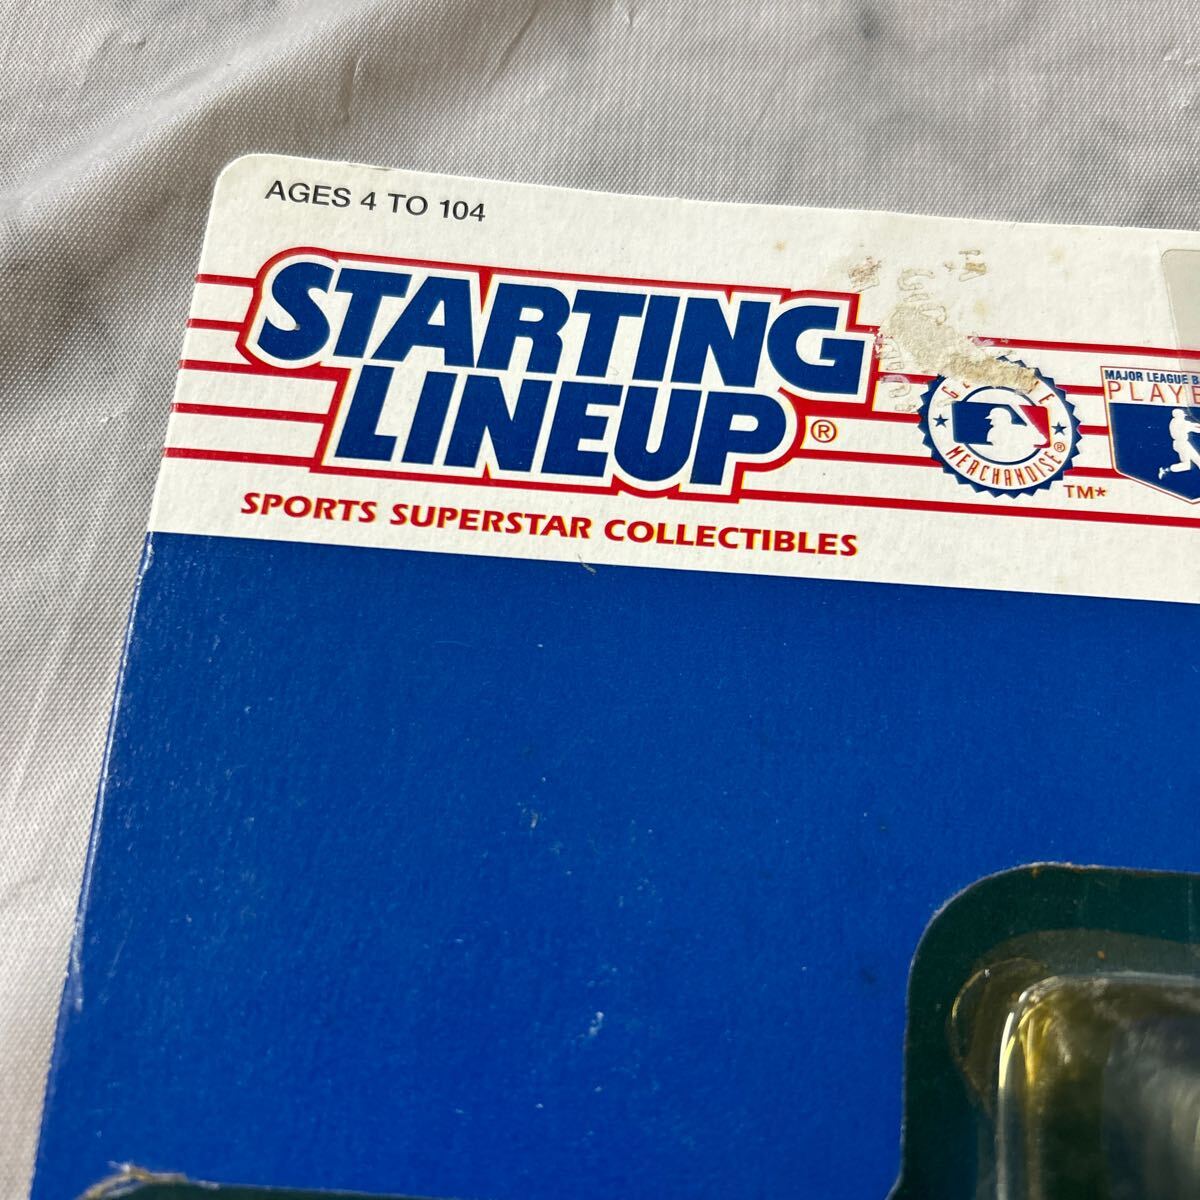 AGES 4 TO 104
STARTING
LINEUP®
SPORTS SUPERSTAR COLLECTIBLES
MERCHANDISE®
TM*
MAJOR LEAGUE B
PLAYE